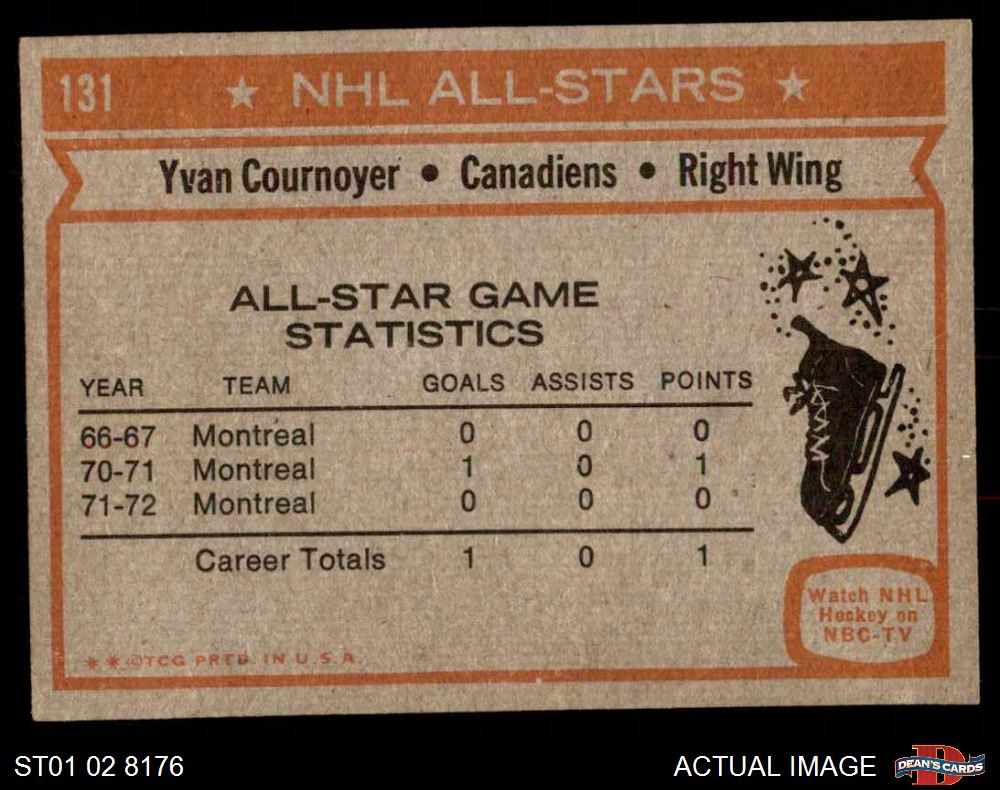 131 ★ NHL ALL-STARS ★
Yvan Cournoyer • Canadiens • Right Wing
ALL-STAR GAME
STATISTICS
YEAR TEAM GOALS ASSISTS POINTS
66-67 Montreal 0 0 0
70-71 Montreal 1 0 1
71-72 Montreal 0 0 0
Career Totals 1 0 1
Watch NHL
Hockey on
NBC-TV
**©TCG PRTD. IN U.S.A.
ST01 02 8176
ACTUAL IMAGE
D
DEAN'S CARDS